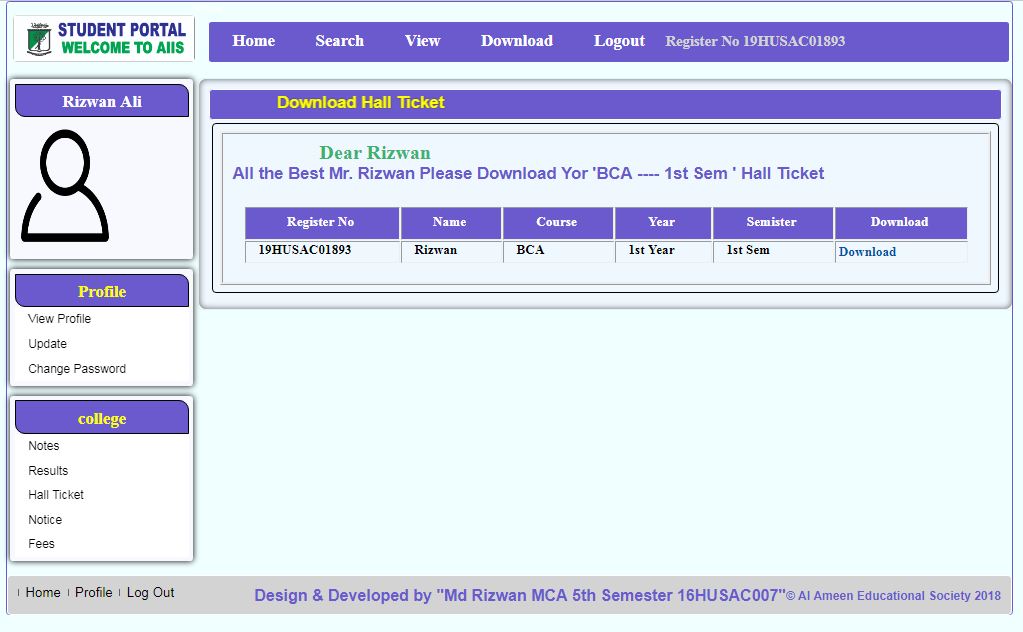 STUDENT PORTAL
WELCOME TO AIIS
Home Search View Download Logout Register No 19HUSAC01893
Rizwan Ali
Profile
View Profile
Update
Change Password
college
Notes
Results
Hall Ticket
Notice
Fees
Download Hall Ticket
Dear Rizwan
All the Best Mr. Rizwan Please Download Yor 'BCA ---- 1st Sem ' Hall Ticket
Register No Name Course Year Semister Download
19HUSAC01893 Rizwan BCA 1st Year 1st Sem Download
Home Profile Log Out
Design & Developed by "Md Rizwan MCA 5th Semester 16HUSAC007"© Al Ameen Educational Society 2018